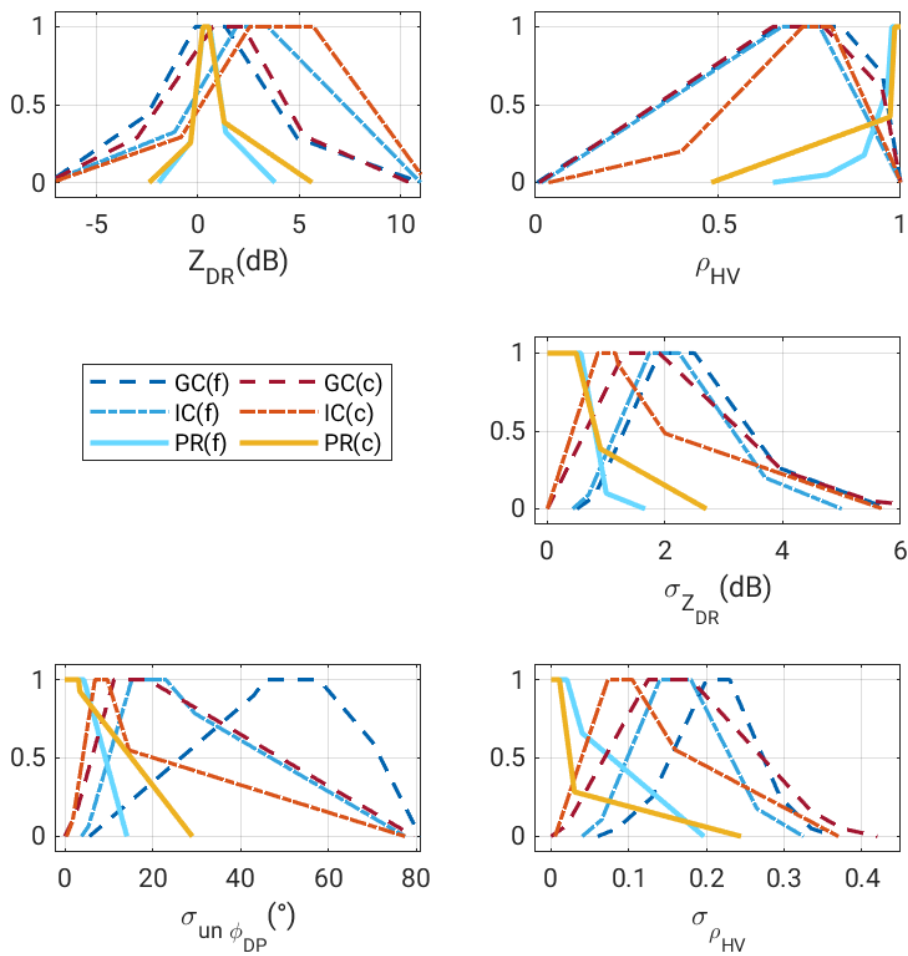 1
0.5
0
-5 0 5 10
Z_DR(dB)
1
0.5
0
0 0.5 1
ρ_HV
GC(f) GC(c)
IC(f) IC(c)
PR(f) PR(c)
1
0.5
0
0 2 4 6
σ_Z_DR (dB)
1
0.5
0
0 20 40 60 80
σ_un ϕ_DP (°)
1
0.5
0
0 0.1 0.2 0.3 0.4
σ_ρ_HV